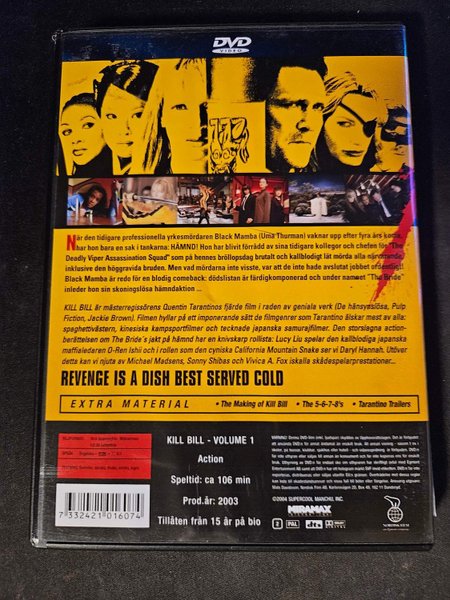 DVD
VIDEO
När den tidigare professionella yrkesmördaren Black Mamba (Uma Thurman) vaknar upp efter fyra års koma,
har hon bara en sak i tankarna: HÄMND! Hon har blivit förrådd av sina tidigare kollegor och chefen för "The
Deadly Viper Assassination Squad" som på hennes bröllopsdag brutalt och kallblodigt lät mörda alla närvarande,
inklusive den höggravida bruden. Men vad mördarna inte visste, var att de inte hade avslutat jobbet ordentligt!
Black Mamba är redo för en blodig comeback: dödslistan är färdigkomponerad och under namnet "The Bride"
inleder hon sin skoningslösa hämndaktion ...
KILL BILL är mästerregissörens Quentin Tarantinos fjärde film i raden av geniala verk (De hänsynslösa, Pulp
Fiction, Jackie Brown). Filmen hyllar på ett imponerande sätt de filmgenrer som Tarantino älskar mest av alla:
spaghettivästern, kinesiska kampsportfilmer och tecknade japanska samurajfilmer. Den storslagna action-
berättelsen om The Bride's jakt på hämnd har en knivskarp rollista: Lucy Liu spelar den kallblodiga japanska
maffialedaren O-Ren Ishii och i rollen som den cyniska California Mountain Snake ser vi Daryl Hannah. Utöver
detta kan vi njuta av Michael Madsens, Sonny Shibas och Vivica A. Fox iskalla skådespelarprestationer...
REVENGE IS A DISH BEST SERVED COLD
EXTRA MATERIAL
• The Making of Kill Bill
• The 5-6-7-8's
• Tarantino Trailers
KILL BILL - VOLUME 1
Action
Speltid: ca 106 min
Prod.år: 2003
Tillåten från 15 år på bio
7 332421 016074
©2004 SUPERCOOL MANCHU, INC.
MIRAMAX
2
PAL
dts
NORDISK FILM